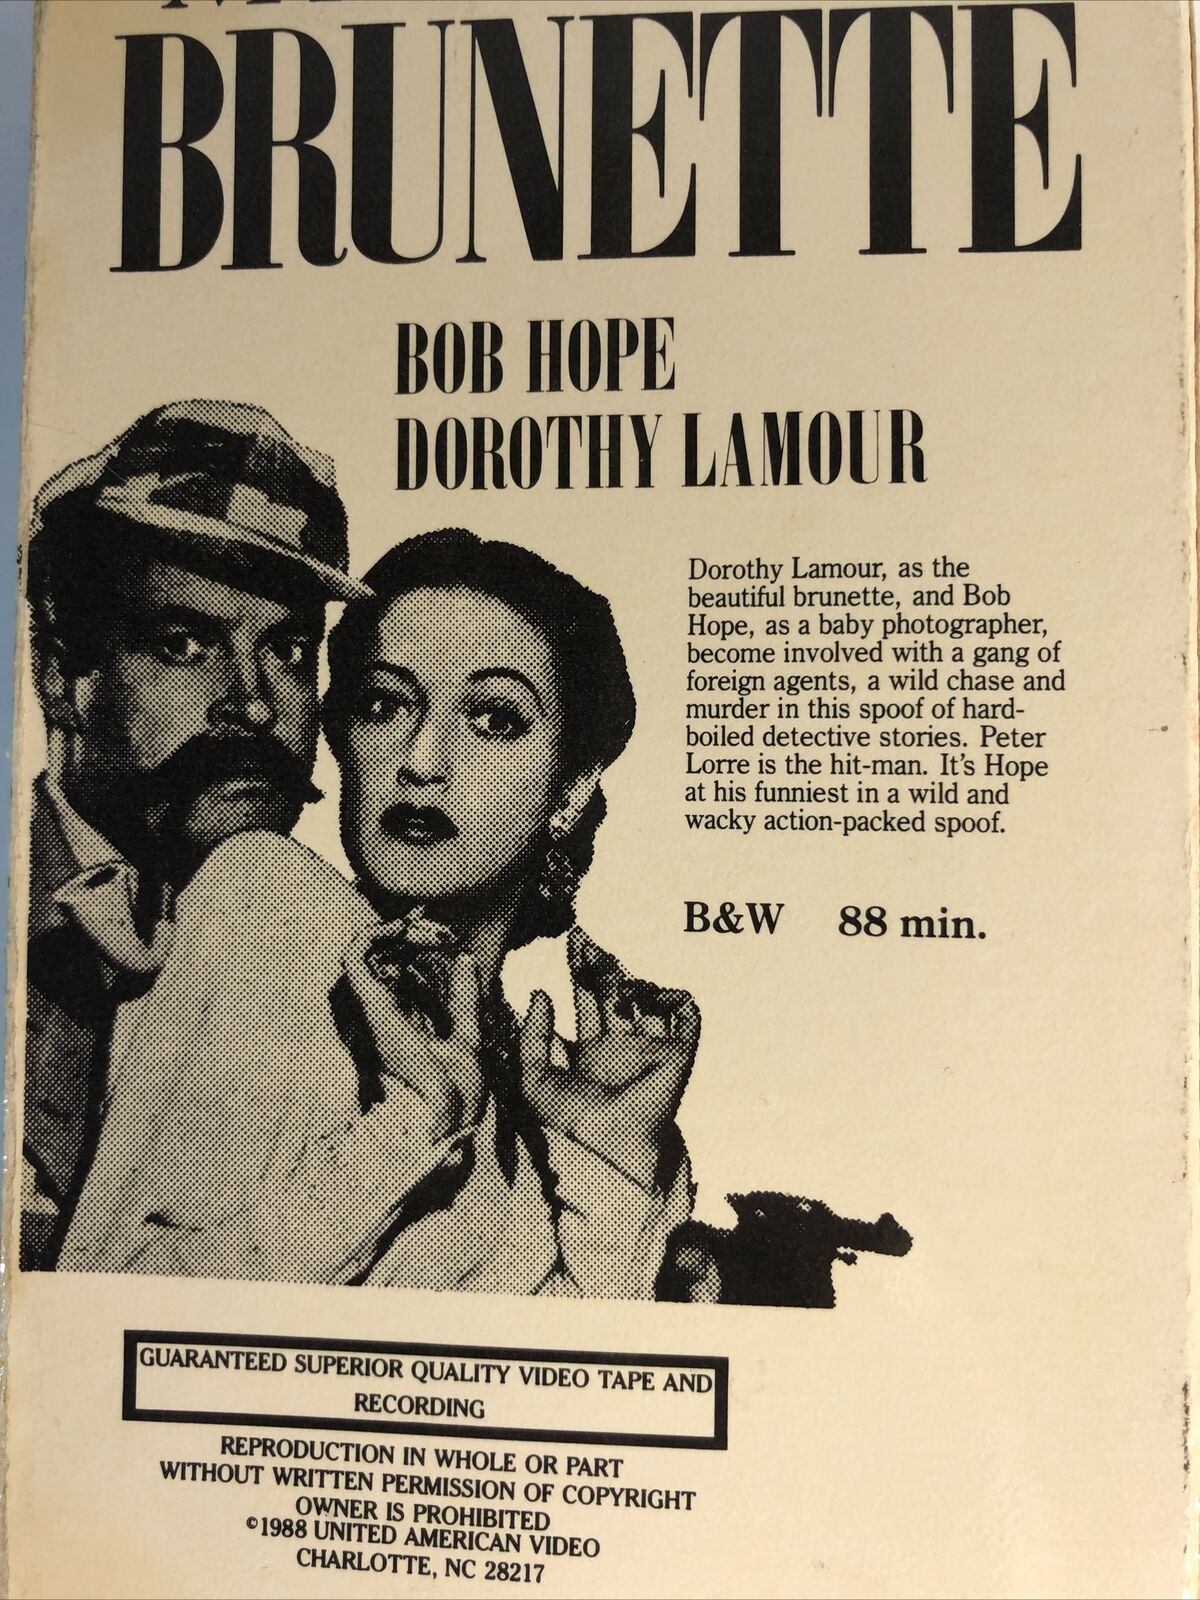 BRUNETTE
BOB HOPE
DOROTHY LAMOUR
Dorothy Lamour, as the
beautiful brunette, and Bob
Hope, as a baby photographer,
become involved with a gang of
foreign agents, a wild chase and
murder in this spoof of hard-
boiled detective stories. Peter
Lorre is the hit-man. It's Hope
at his funniest in a wild and
wacky action-packed spoof.
B&W 88 min.
GUARANTEED SUPERIOR QUALITY VIDEO TAPE AND
RECORDING
REPRODUCTION IN WHOLE OR PART
WITHOUT WRITTEN PERMISSION OF COPYRIGHT
OWNER IS PROHIBITED
©1988 UNITED AMERICAN VIDEO
CHARLOTTE, NC 28217